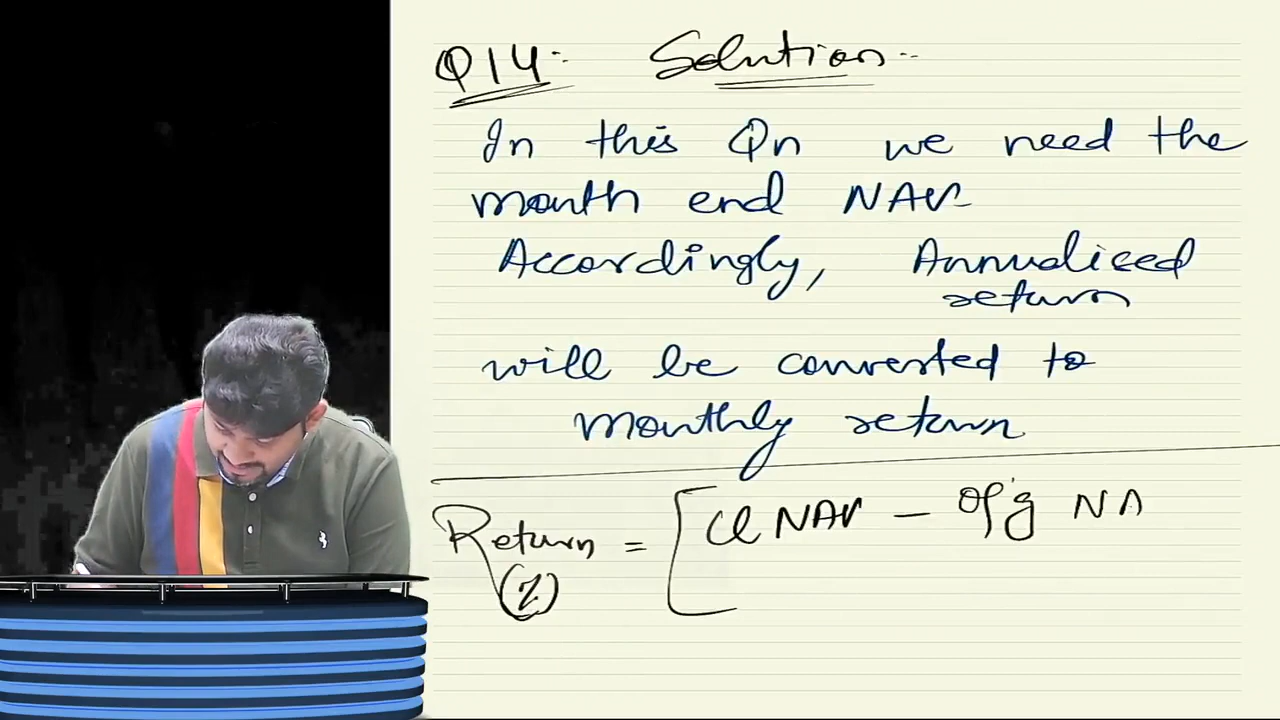 Q14:- Solution:-
In this Qn we need the
month end NAV
Accordingly, Annualised
return
will be converted to
monthly return
Return = [ Cl NAV - Op'g NA
(%)